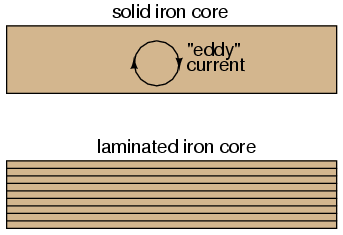 solid iron core
"eddy"
current
laminated iron core